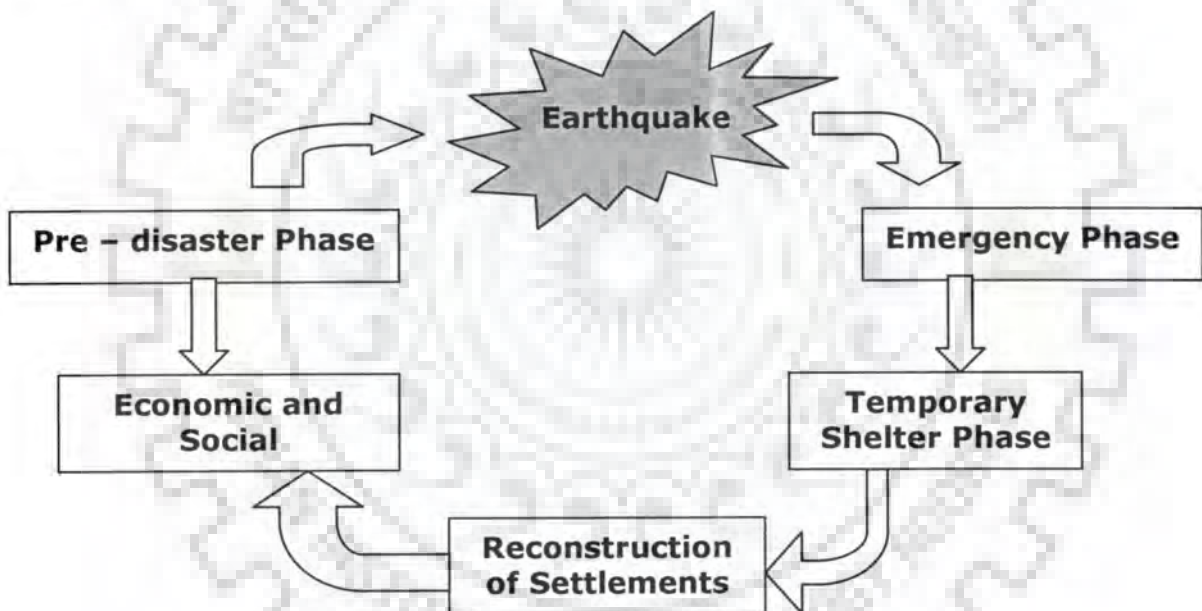 Earthquake
Pre – disaster Phase
Emergency Phase
Economic and
Social
Temporary
Shelter Phase
Reconstruction
of Settlements